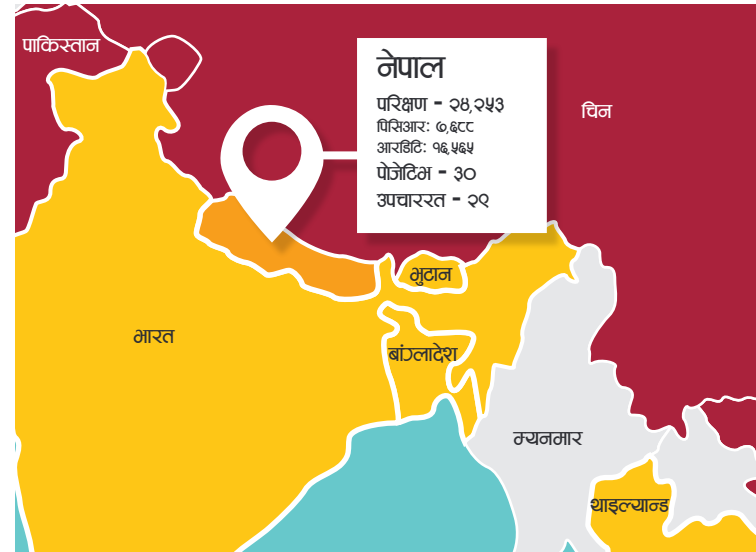 पाकिस्तान
नेपाल
परिक्षण - २४,२५३
पिसिआर: ७,६८८
आरडिटि: १६,५६५
पोजेटिभ - ३०
उपचाररत - २९
चिन
भुटान
भारत
बांग्लादेश
म्यनमार
थाइल्यान्ड